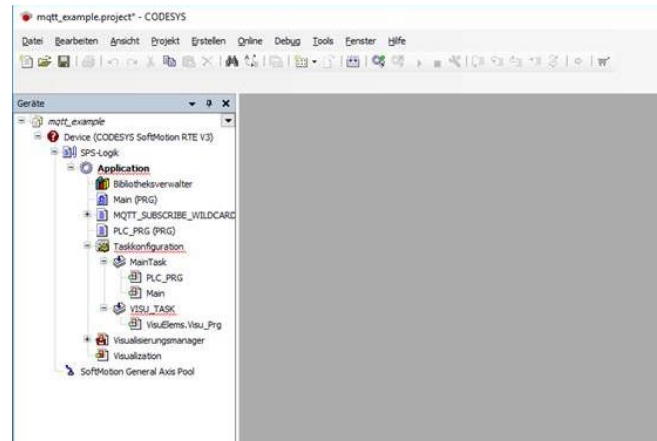 mqtt_example.project* - CODESYS
Datei Bearbeiten Ansicht Projekt Erstellen Online Debug Tools Fenster Hilfe
Geräte
mqtt_example
Device (CODESYS SoftMotion RTE V3)
SPS-Logik
Application
Bibliotheksverwalter
Main (PRG)
MQTT_SUBSCRIBE_WILDCARD
PLC_PRG (PRG)
Taskkonfiguration
MainTask
PLC_PRG
Main
VISU_TASK
VisuElems.Visu_Prg
Visualisierungsmanager
Visualization
SoftMotion General Axis Pool